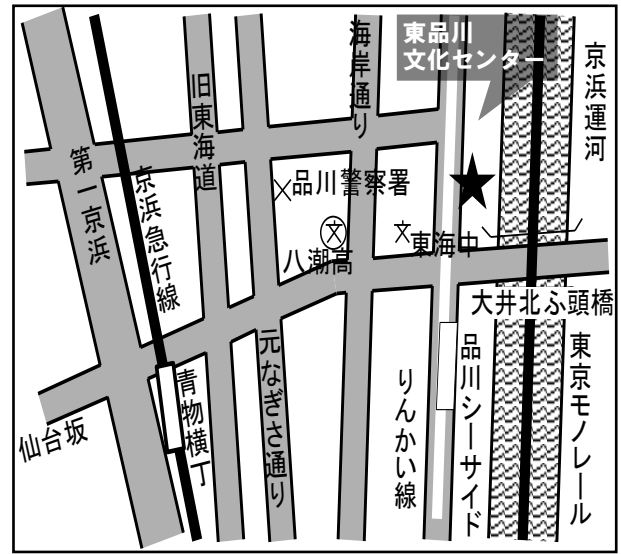 東品川
文化センター
海岸通り
旧東海道
京浜運河
第一京浜
京浜急行線
品川警察署
文
文
東海中
八潮高
大井北ふ頭橋
元なぎさ通り
りんかい線
品川シーサイド
東京モノレール
青物横丁
仙台坂